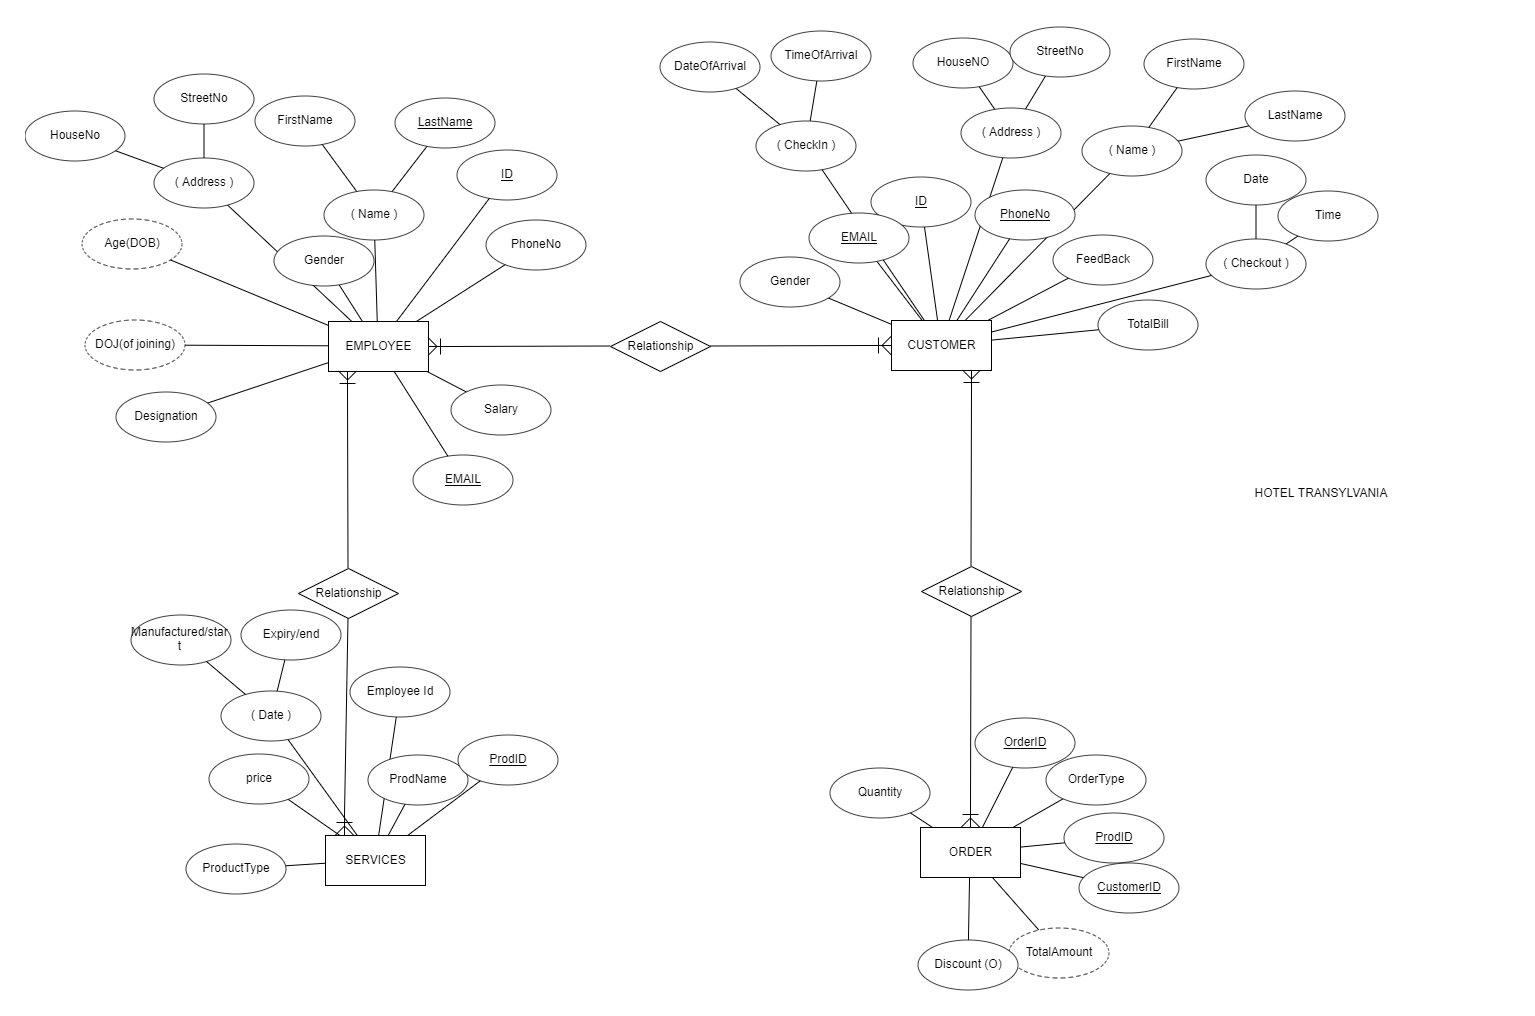 StreetNo
HouseNo
FirstName
LastName
( Address )
ID
( Name )
Age(DOB)
Gender
PhoneNo
DOJ(of joining)
EMPLOYEE
Designation
Salary
EMAIL
Relationship
DateOfArrival
TimeOfArrival
HouseNO
StreetNo
FirstName
LastName
( CheckIn )
( Address )
( Name )
Date
Time
ID
PhoneNo
EMAIL
FeedBack
( Checkout )
Gender
TotalBill
CUSTOMER
HOTEL TRANSYLVANIA
Relationship
Manufactured/star
t
Expiry/end
Employee Id
( Date )
price
ProdName
ProdID
ProductType
SERVICES
Relationship
OrderID
Quantity
OrderType
ProdID
ORDER
CustomerID
Discount (O)
TotalAmount